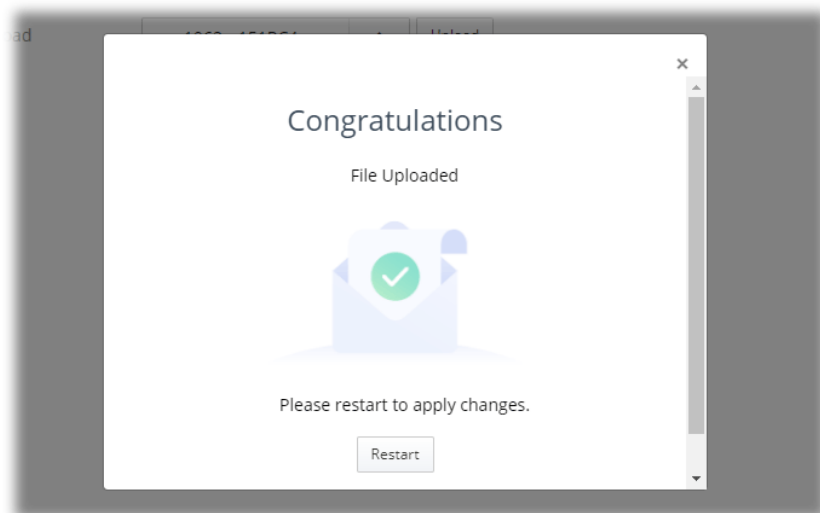 ×
Congratulations
File Uploaded
Please restart to apply changes.
Restart